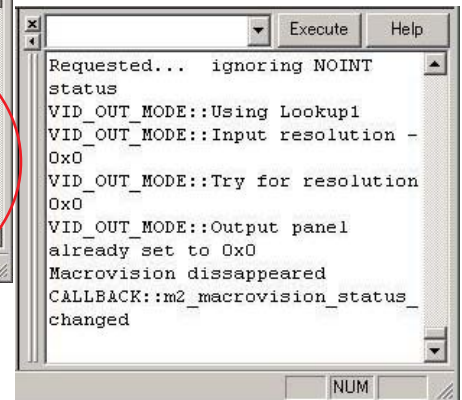 Execute Help
Requested... ignoring NOINT
status
VID_OUT_MODE::Using Lookup1
VID_OUT_MODE::Input resolution -
0x0
VID_OUT_MODE::Try for resolution
0x0
VID_OUT_MODE::Output panel
already set to 0x0
Macrovision dissappeared
CALLBACK::m2_macrovision_status_
changed
NUM